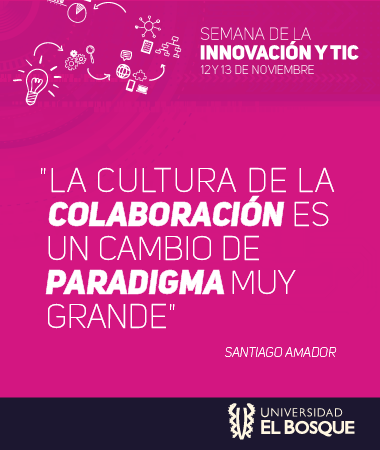 SEMANA DE LA
INNOVACIÓN Y TIC
12 Y 13 DE NOVIEMBRE
"LA CULTURA DE LA
COLABORACIÓN ES
UN CAMBIO DE
PARADIGMA MUY
GRANDE"
SANTIAGO AMADOR
UNIVERSIDAD
EL BOSQUE